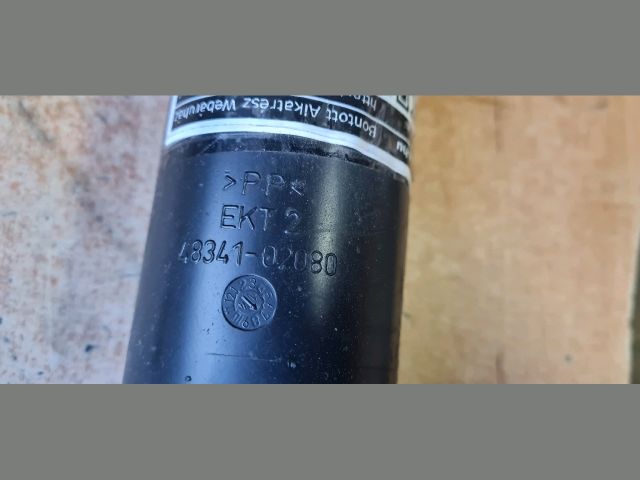 Bontott Alkatrész Webáruház
>PP<
EKT 2
48341-02080